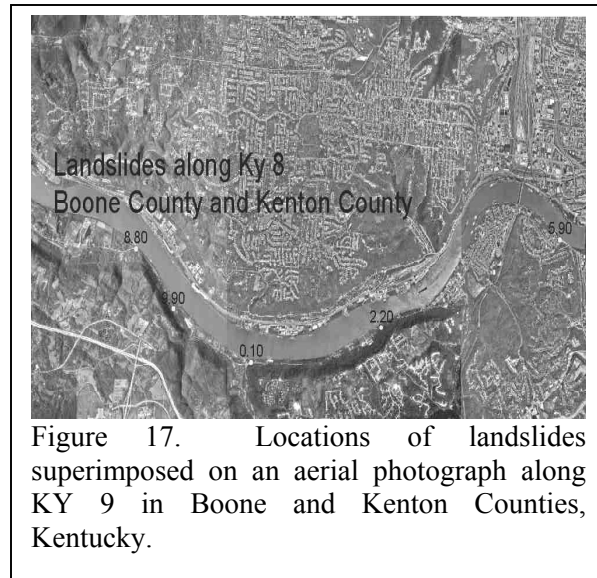 Landslides along Ky 8
Boone County and Kenton County
5.90
8.80
9.90
2.20
0.10
Figure 17. Locations of landslides
superimposed on an aerial photograph along
KY 9 in Boone and Kenton Counties,
Kentucky.